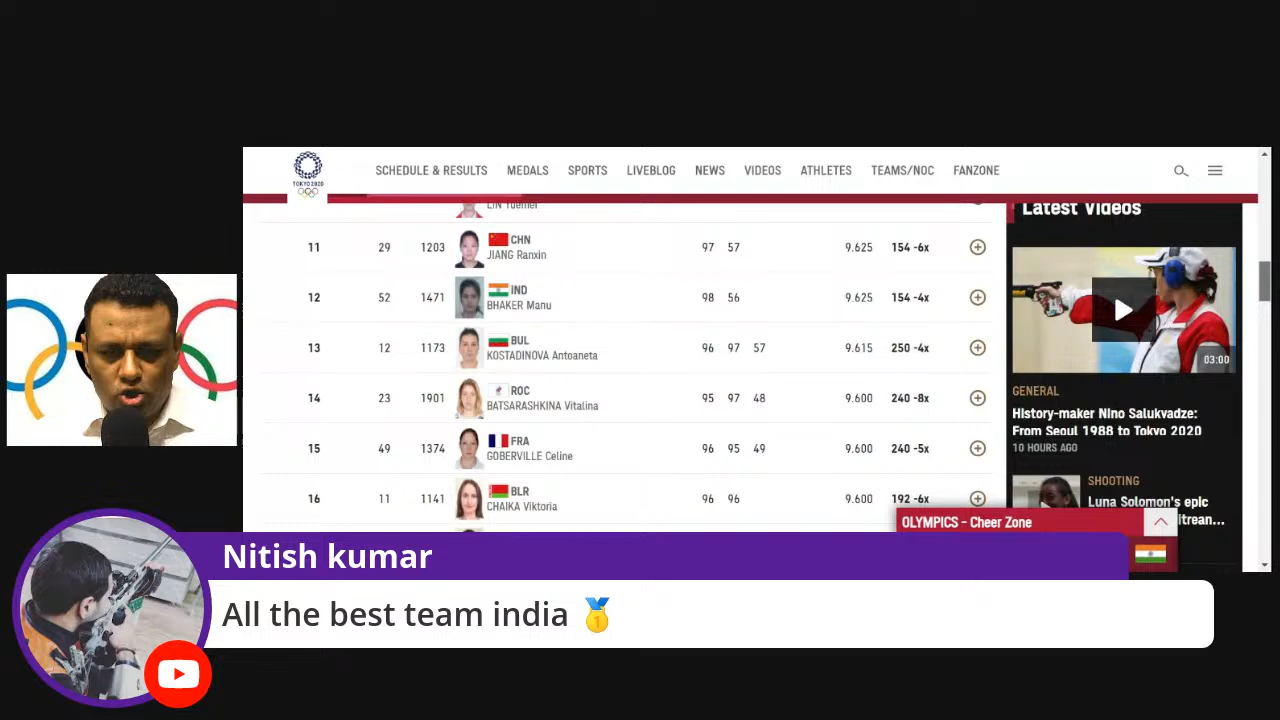 TOKYO 2020
SCHEDULE & RESULTS MEDALS SPORTS LIVEBLOG NEWS VIDEOS ATHLETES TEAMS/NOC FANZONE
LIN Yuemei
Latest Videos
11 29 1203 CHN 97 57 9.625 154 -6x
JIANG Ranxin
12 52 1471 IND 98 56 9.625 154 -4x
BHAKER Manu
13 12 1173 BUL 96 97 57 9.615 250 -4x
KOSTADINOVA Antoaneta
03:00
14 23 1901 ROC 95 97 48 9.600 240 -8x
BATSARASHKINA Vitalina
GENERAL
History-maker Nino Salukvadze:
From Seoul 1988 to Tokyo 2020
10 HOURS AGO
15 49 1374 FRA 96 95 49 9.600 240 -5x
GOBERVILLE Celine
16 11 1141 BLR 96 96 9.600 192 -6x
CHAIKA Viktoria
SHOOTING
Luna Solomon's epic
itrean...
OLYMPICS - Cheer Zone
Nitish kumar
All the best team india 🥇